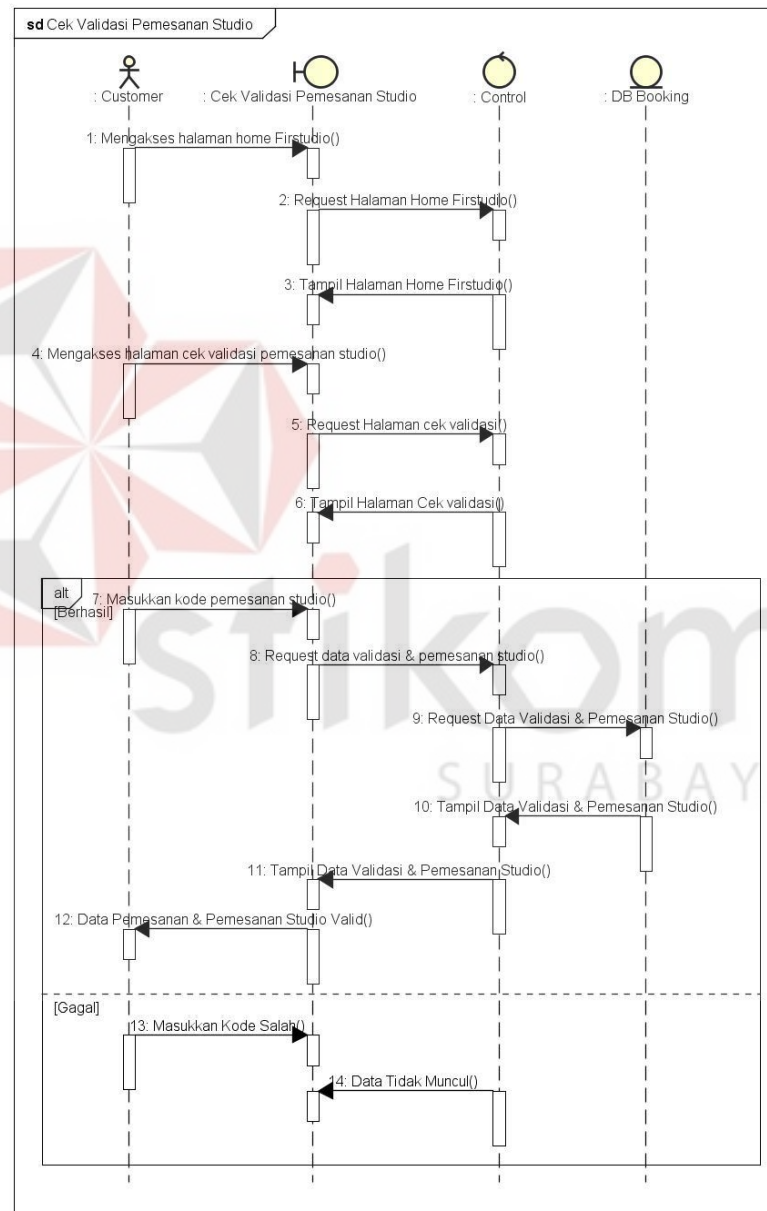 sd Cek Validasi Pemesanan Studio
: Customer
: Cek Validasi Pemesanan Studio
: Control
: DB Booking
1: Mengakses halaman home Firstudio()
2: Request Halaman Home Firstudio()
3: Tampil Halaman Home Firstudio()
4: Mengakses halaman cek validasi pemesanan studio()
5: Request Halaman cek validasi()
6: Tampil Halaman Cek validasi()
alt
7: Masukkan kode pemesanan studio()
[Berhasil]
8: Request data validasi & pemesanan studio()
9: Request Data Validasi & Pemesanan Studio()
10: Tampil Data Validasi & Pemesanan Studio()
11: Tampil Data Validasi & Pemesanan Studio()
12: Data Pemesanan & Pemesanan Studio Valid()
[Gagal]
13: Masukkan Kode Salah()
14: Data Tidak Muncul()
stikom
SURABAY